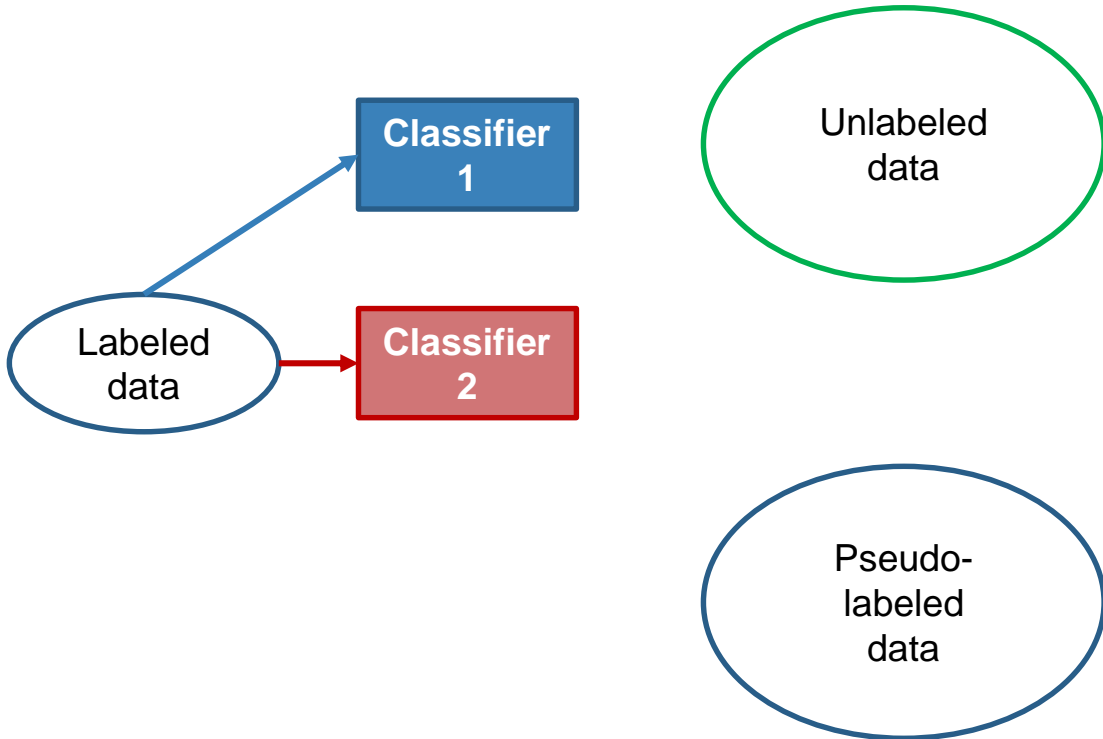 Classifier
1
Unlabeled
data
Labeled
data
Classifier
2
Pseudo-
labeled
data